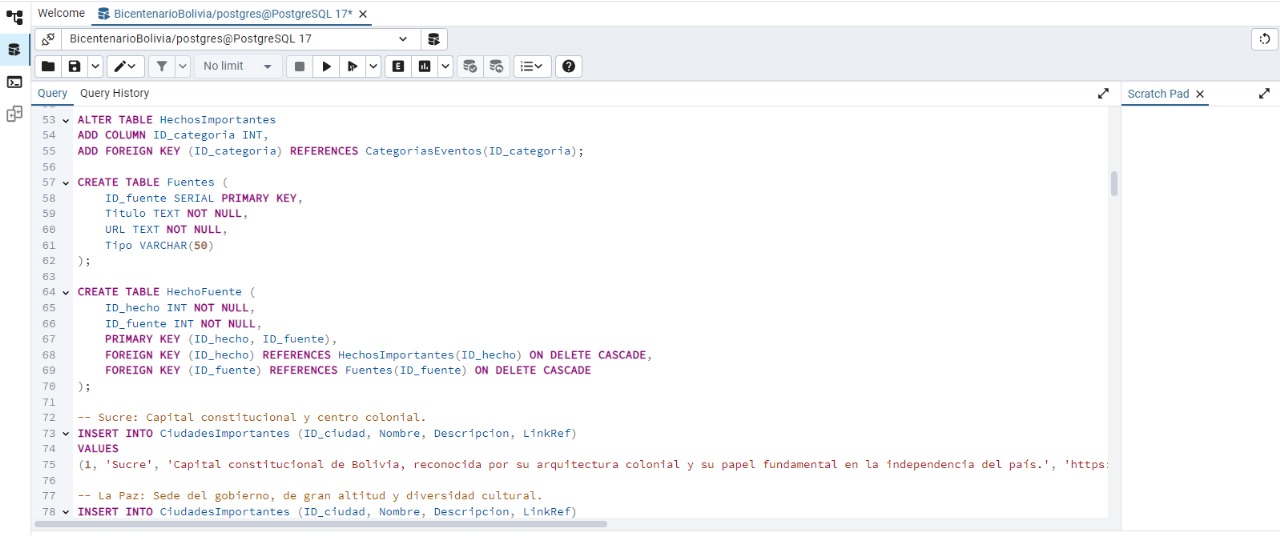 Welcome BicentenarioBolivia/postgres@PostgreSQL 17*
BicentenarioBolivia/postgres@PostgreSQL 17
No limit E
Query Query History Scratch Pad
53 ALTER TABLE HechosImportantes
54 ADD COLUMN ID_categoria INT,
55 ADD FOREIGN KEY (ID_categoria) REFERENCES CategoriasEventos(ID_categoria);
56
57 CREATE TABLE Fuentes (
58 ID_fuente SERIAL PRIMARY KEY,
59 Titulo TEXT NOT NULL,
60 URL TEXT NOT NULL,
61 Tipo VARCHAR(50)
62 );
63
64 CREATE TABLE HechoFuente (
65 ID_hecho INT NOT NULL,
66 ID_fuente INT NOT NULL,
67 PRIMARY KEY (ID_hecho, ID_fuente),
68 FOREIGN KEY (ID_hecho) REFERENCES HechosImportantes(ID_hecho) ON DELETE CASCADE,
69 FOREIGN KEY (ID_fuente) REFERENCES Fuentes(ID_fuente) ON DELETE CASCADE
70 );
71
72 -- Sucre: Capital constitucional y centro colonial.
73 INSERT INTO CiudadesImportantes (ID_ciudad, Nombre, Descripcion, LinkRef)
74 VALUES
75 (1, 'Sucre', 'Capital constitucional de Bolivia, reconocida por su arquitectura colonial y su papel fundamental en la independencia del país.', 'https:
76
77 -- La Paz: Sede del gobierno, de gran altitud y diversidad cultural.
78 INSERT INTO CiudadesImportantes (ID_ciudad, Nombre, Descripcion, LinkRef)